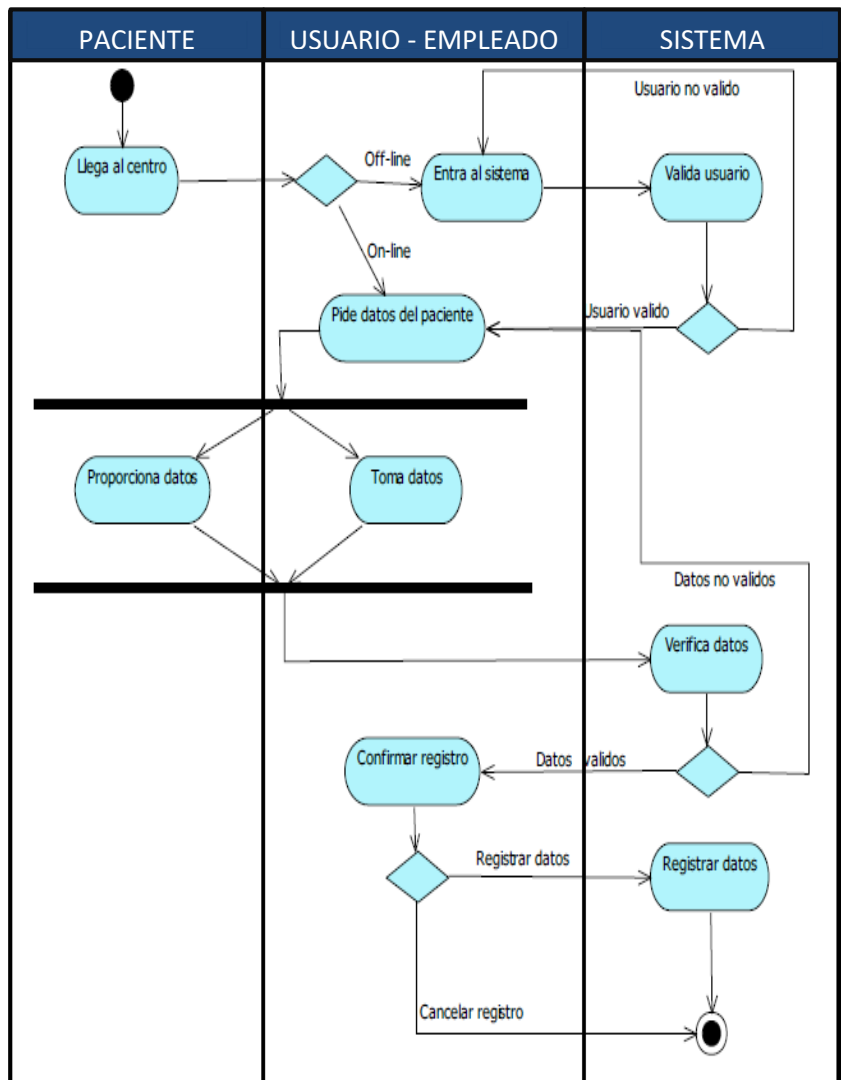 PACIENTE
USUARIO - EMPLEADO
SISTEMA
Usuario no valido
Llega al centro
Off-line
Entra al sistema
Valida usuario
On-line
Pide datos del paciente
Usuario valido
Proporciona datos
Toma datos
Datos no validos
Verifica datos
Confirmar registro
Datos validos
Registrar datos
Registrar datos
Cancelar registro